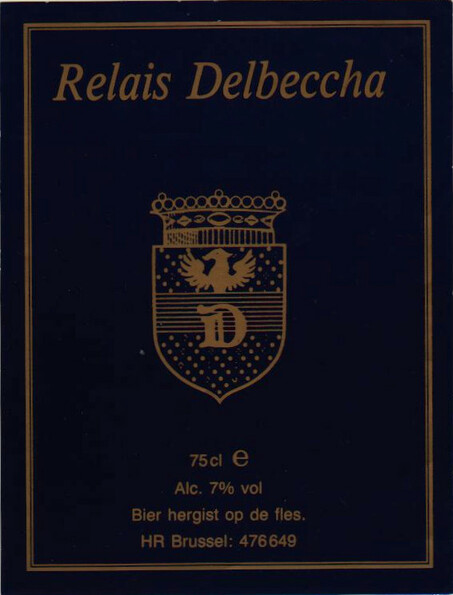 Relais Delbeccha
D
75cl e
Alc. 7% vol
Bier hergist op de fles.
HR Brussel: 476649